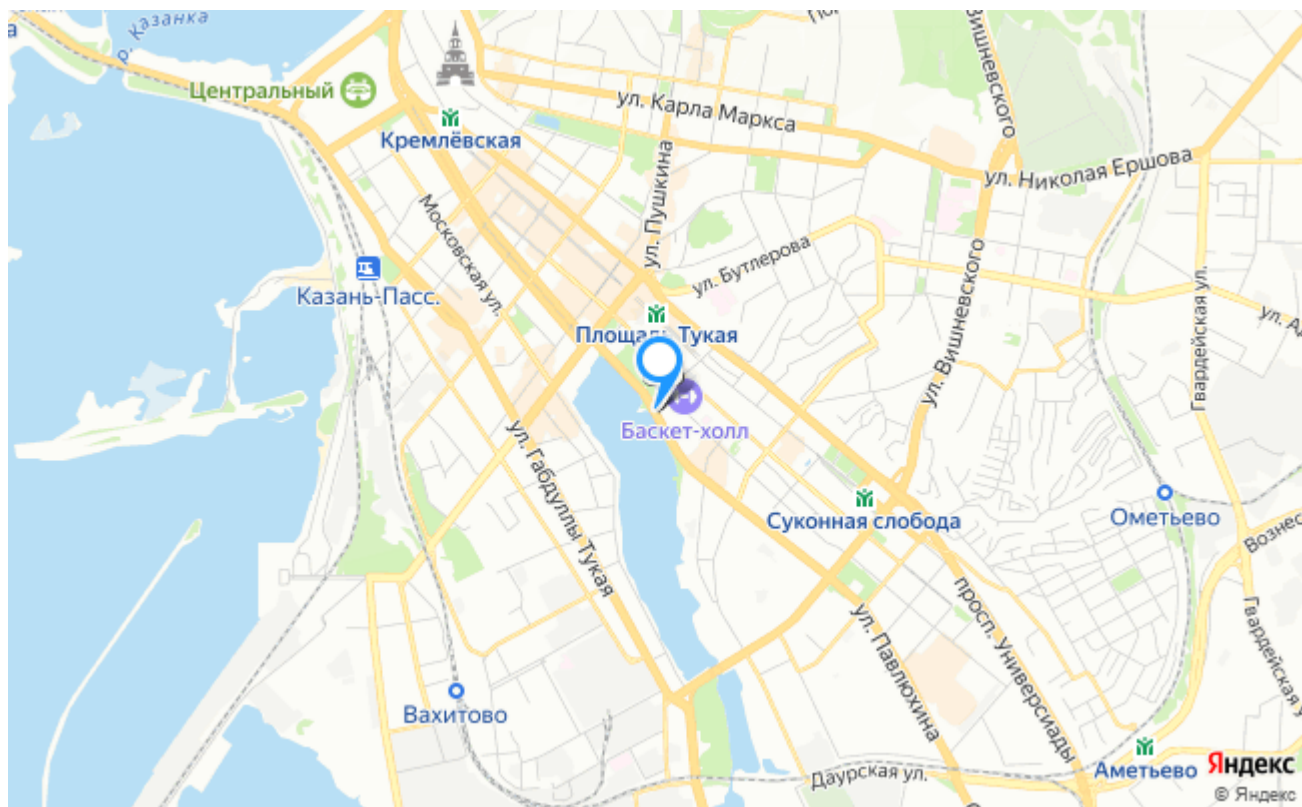 р. Казанка
Центральный
Кремлёвская
ул. Карла Маркса
Вишневского
ул. Николая Ершова
ул. Пушкина
Московская ул.
ул. Бутлерова
Казань-Пасс.
Площадь Тукая
ул. Вишневского
Гвардейская ул.
ул. Ад
Баскет-холл
ул. Габдуллы Тукая
Суконная слобода
Ометьево
Вознес
просп. Универсиады
ул. Павлюхина
Гвардейская у
Вахитово
Даурская ул.
Аметьево
Яндекс
© Яндекс